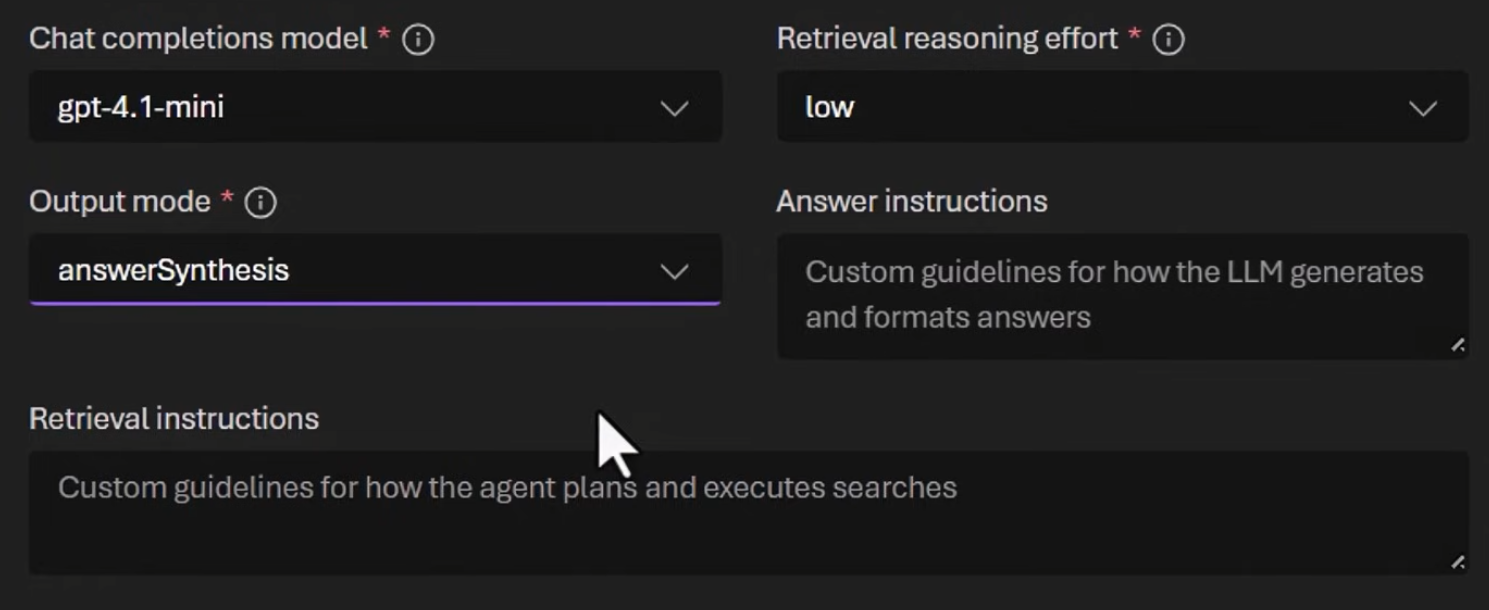 Chat completions model *
Retrieval reasoning effort *
gpt-4.1-mini
low
Output mode *
Answer instructions
answerSynthesis
Custom guidelines for how the LLM generates
and formats answers
Retrieval instructions
Custom guidelines for how the agent plans and executes searches